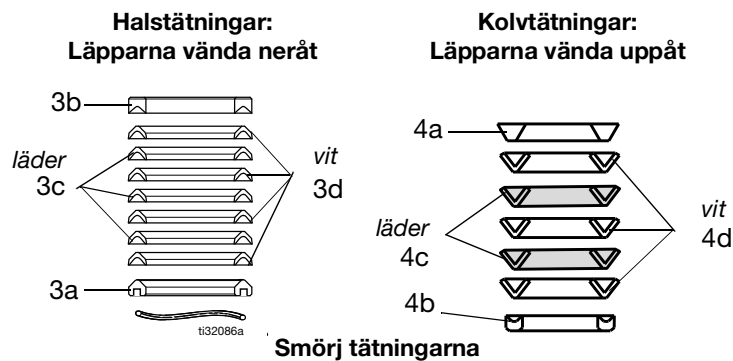 Halstätningar:
Läpparna vända neråt
3b
läder
3c
vit
3d
3a
ti32086a
Kolvtätningar:
Läpparna vända uppåt
4a
läder
4c
vit
4d
4b
Smörj tätningarna